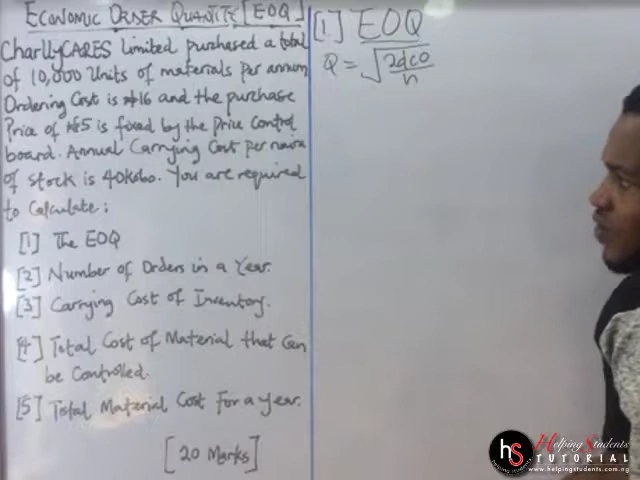 ECONOMIC ORDER QUANTITY [EOQ]
CharllyCARES Limited purchased a total
of 10,000 Units of materials per annum
Ordering Cost is ₦16 and the purchase
Price of ₦5 is fixed by the Price Control
board. Annual Carrying Cost per naira
of stock is 40Kobo. You are required
to Calculate:
[1] The EOQ
[2] Number of Orders in a Year.
[3] Carrying Cost of Inventory.
[4] Total Cost of Material that Can
be Controlled.
[5] Total Material Cost For a year.
[20 Marks]
[1] EOQ
Q = √2dco/h
hS
Helping Students
TUTORIAL
www.helpingstudents.com.ng